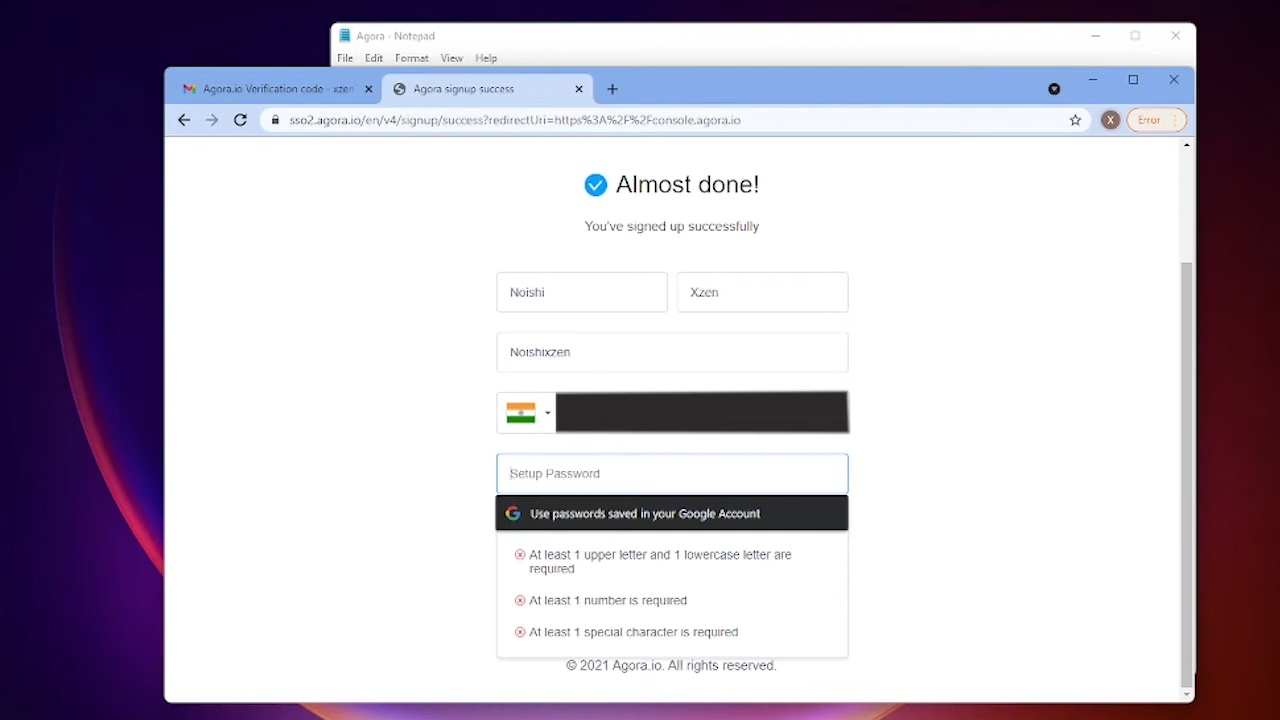 Agora - Notepad
File Edit Format View Help
Agora.io Verification code - xzen
Agora signup success
sso2.agora.io/en/v4/signup/success?redirectUri=https%3A%2F%2Fconsole.agora.io
X
Error
Almost done!
You've signed up successfully
Noishi
Xzen
Noishixzen
Setup Password
Use passwords saved in your Google Account
At least 1 upper letter and 1 lowercase letter are
required
At least 1 number is required
At least 1 special character is required
© 2021 Agora.io. All rights reserved.